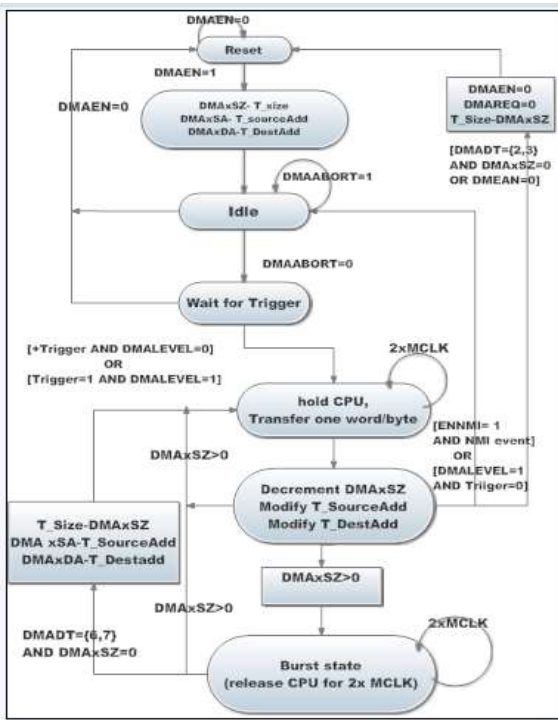 DMAEN=0
Reset
DMAEN=1
DMAEN=0
DMAEN=0
DMAREQ=0
T_Size-DMAxSZ
DMAxSZ- T_size
DMAxSA- T_sourceAdd
DMAxDA-T_DestAdd
[DMADT={2,3}
AND DMAxSZ=0
OR DMEAN=0]
DMAABORT=1
Idle
DMAABORT=0
Wait for Trigger
[+Trigger AND DMALEVEL=0]
OR
[Trigger=1 AND DMALEVEL=1]
2xMCLK
hold CPU,
Transfer one word/byte
[ENNMI= 1
AND NMI event]
OR
[DMALEVEL=1
AND Triiger=0]
DMAxSZ>0
Decrement DMAxSZ
Modify T_SourceAdd
Modify T_DestAdd
T_Size-DMAxSZ
DMA xSA-T_SourceAdd
DMAxDA-T_Destadd
DMAxSZ>0
DMAxSZ>0
DMADT={6,7}
AND DMAxSZ=0
2xMCLK
Burst state
(release CPU for 2x MCLK)